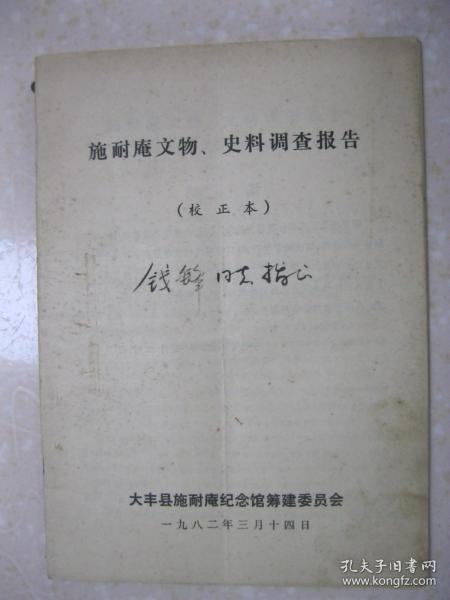 施耐庵文物、史料调查报告
（校正本）
钱锋同志指正
大丰县施耐庵纪念馆筹建委员会
一九八二年三月十四日
孔夫子旧书网
www.kongfz.com